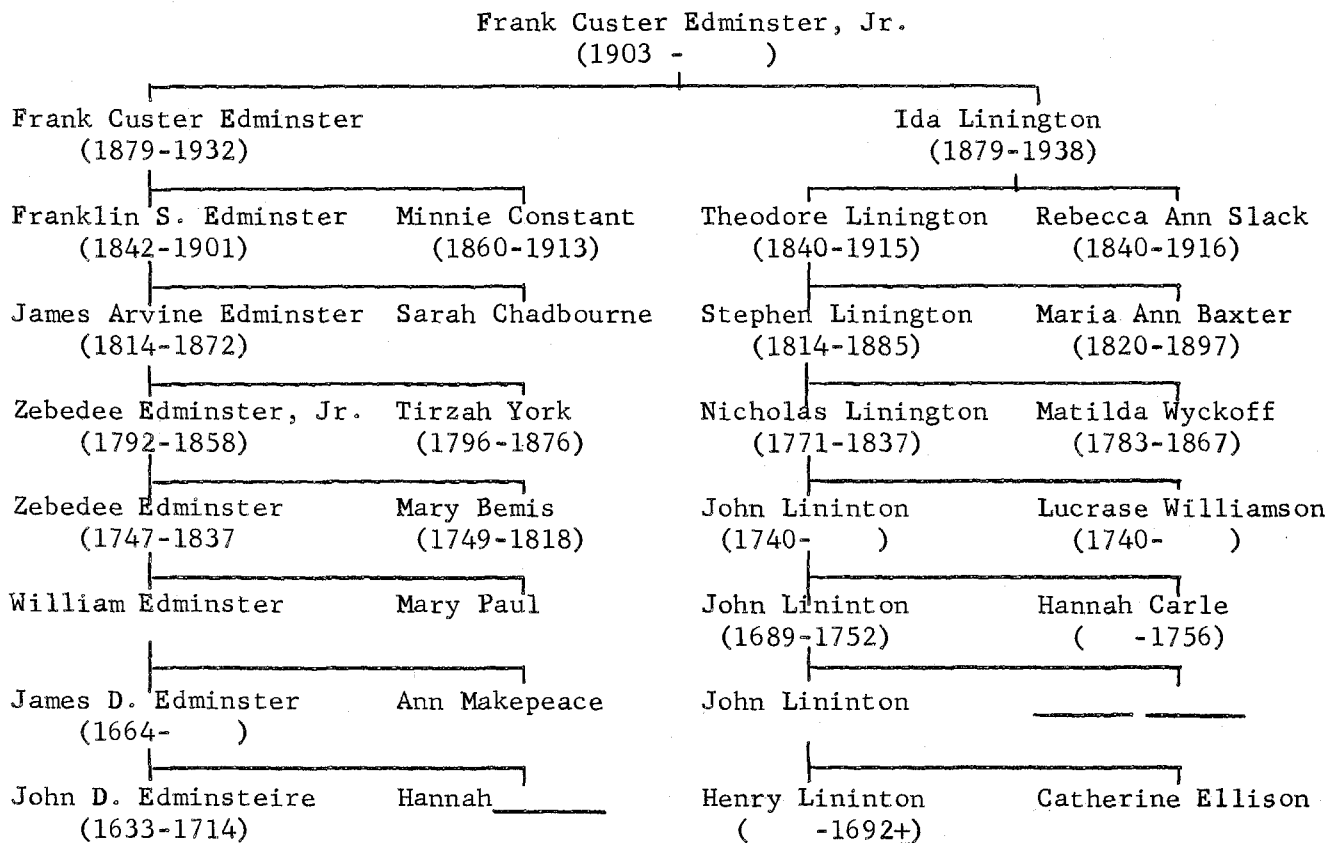 Frank Custer Edminster, Jr.
(1903 -      )
Frank Custer Edminster    Ida Linington
(1879-1932)    (1879-1938)
Franklin S. Edminster    Minnie Constant    Theodore Linington    Rebecca Ann Slack
(1842-1901)    (1860-1913)    (1840-1915)    (1840-1916)
James Arvine Edminster    Sarah Chadbourne    Stephen Linington    Maria Ann Baxter
(1814-1872)    (1814-1885)    (1820-1897)
Zebedee Edminster, Jr.    Tirzah York    Nicholas Linington    Matilda Wyckoff
(1792-1858)    (1796-1876)    (1771-1837)    (1783-1867)
Zebedee Edminster    Mary Bemis    John Lininton    Lucrase Williamson
(1747-1837    (1749-1818)    (1740-      )    (1740-      )
William Edminster    Mary Paul    John Lininton    Hannah Carle
(1689-1752)    (      -1756)
James D. Edminster    Ann Makepeace    John Lininton    ______ ______
(1664-      )
John D. Edminsteire    Hannah______    Henry Lininton    Catherine Ellison
(1633-1714)    (      -1692+)